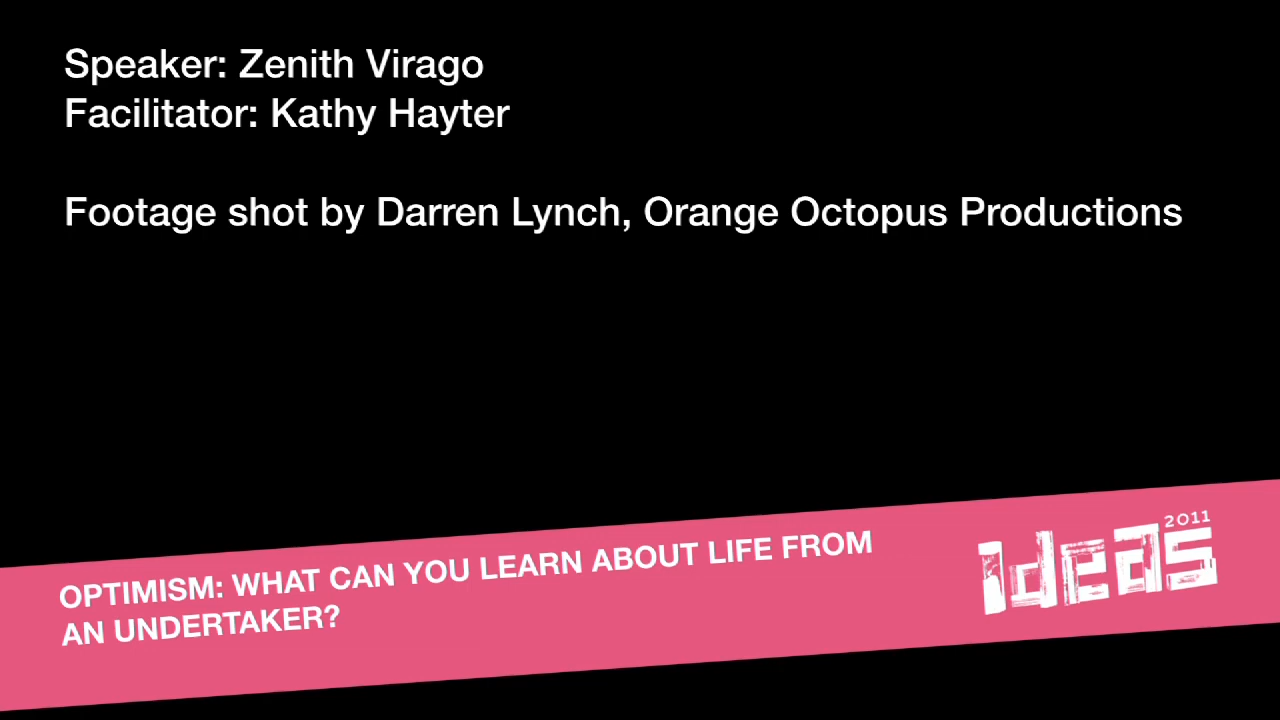 Speaker: Zenith Virago
Facilitator: Kathy Hayter
Footage shot by Darren Lynch, Orange Octopus Productions
OPTIMISM: WHAT CAN YOU LEARN ABOUT LIFE FROM
AN UNDERTAKER?
2011
Ideas